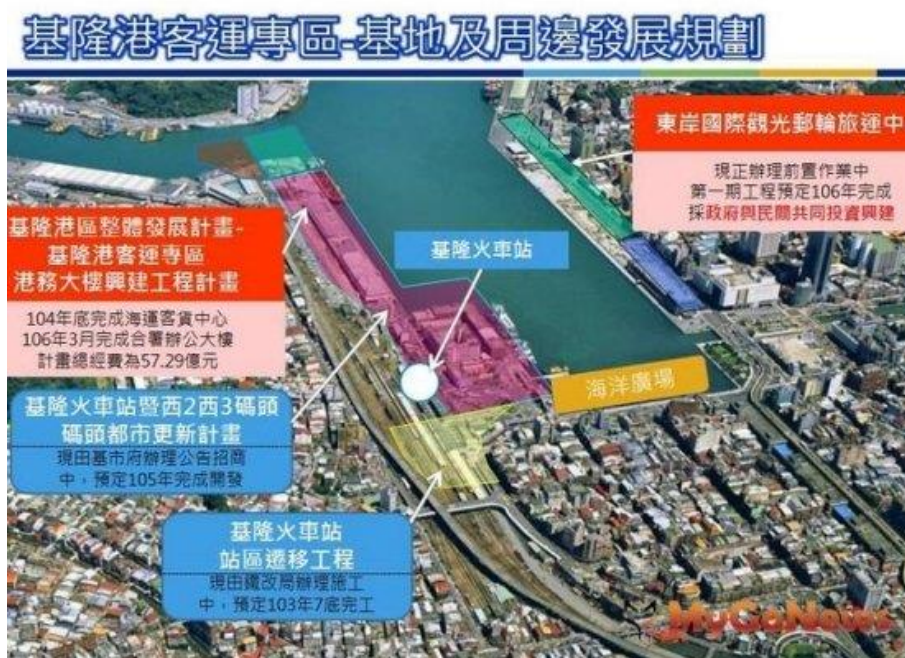 基隆港客運專區-基地及周邊發展規劃
東岸國際觀光郵輪旅運中
現正辦理前置作業中
第一期工程預定106年完成
採政府與民間共同投資興建
基隆港區整體發展計畫-
基隆港客運專區
港務大樓興建工程計畫
104年底完成海運客貨中心
106年3月完成合署辦公大樓
計畫總經費為57.29億元
基隆火車站
海洋廣場
基隆火車站暨西2西3碼頭
碼頭都市更新計畫
現由基市府辦理公告招商
中，預定105年完成開發
基隆火車站
站區遷移工程
現由鐵改局辦理施工
中，預定103年7底完工
MyGoNews